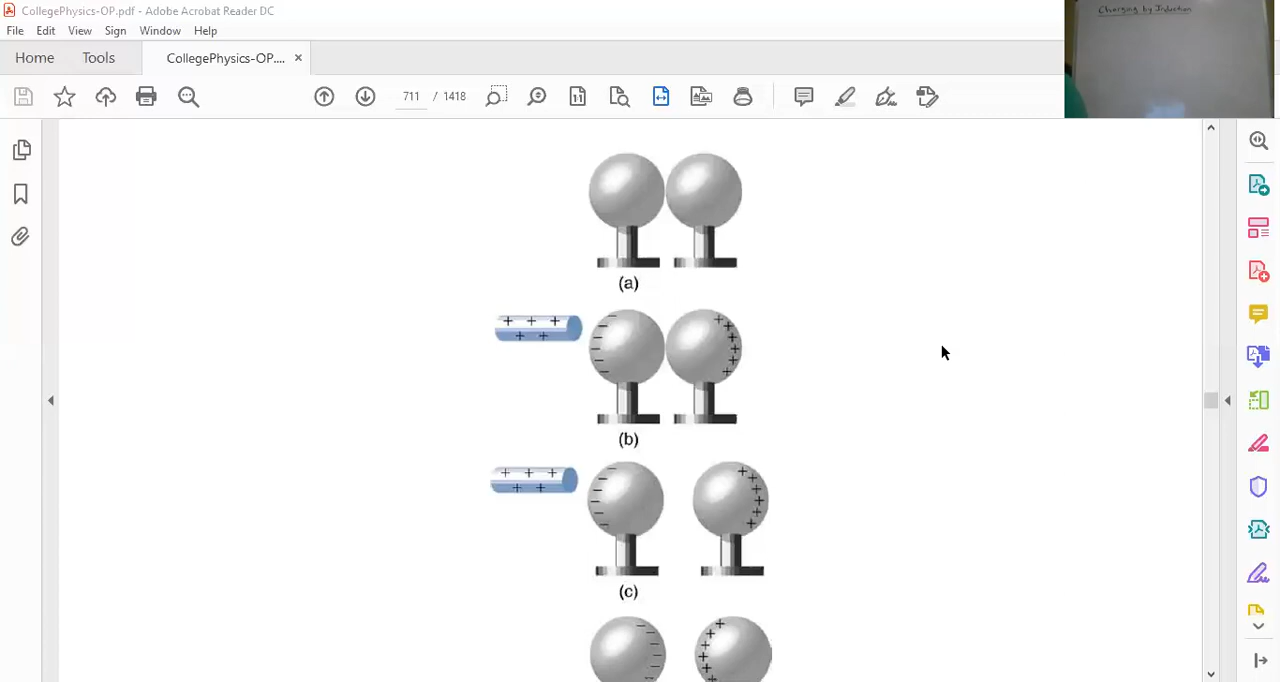 CollegePhysics-OP.pdf - Adobe Acrobat Reader DC
Charging by Induction
File Edit View Sign Window Help
Home Tools CollegePhysics-OP.... ×
711 / 1418
(a)
+ + +
+ +
(b)
+ + +
+ +
(c)